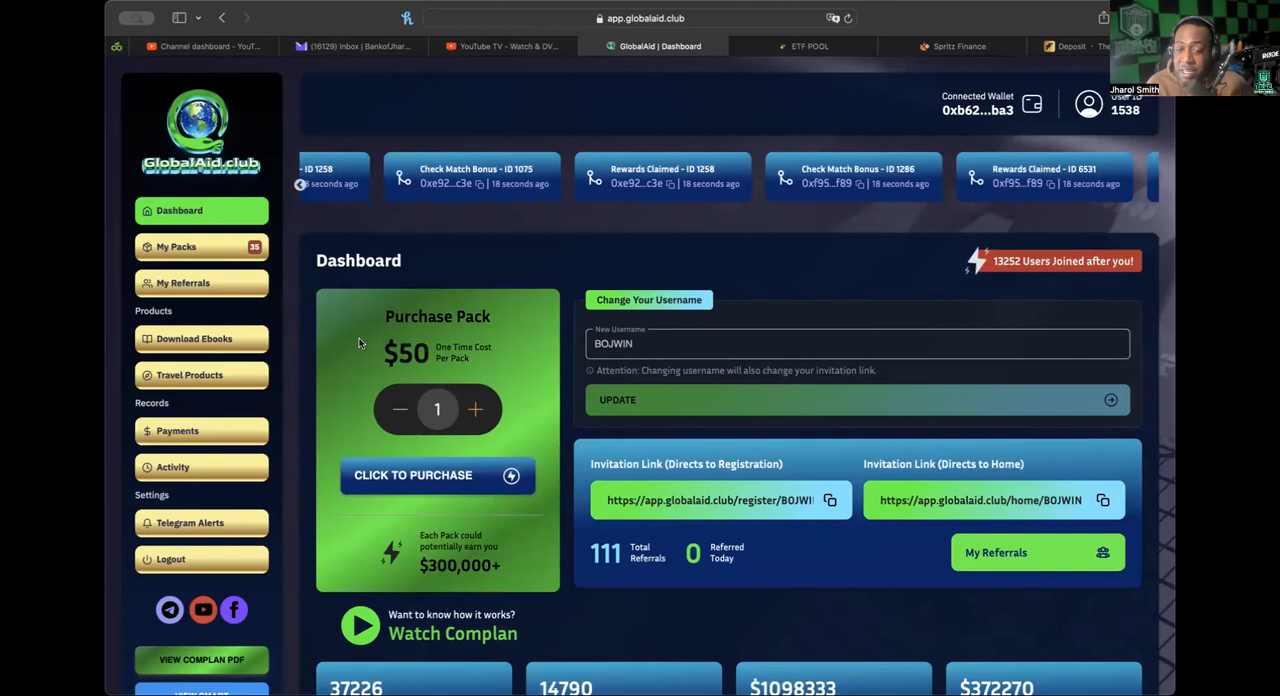 app.globalaid.club
Channel dashboard - YouT...
(16129) Inbox | BankofJhar...
YouTube TV - Watch & DV...
GlobalAid | Dashboard
ETF POOL
Spritz Finance
Deposit · The
RØDE
Jharol Smith
GlobalAid.club
Connected Wallet
0xb62...ba3
User ID
1538
- ID 1258
8 seconds ago
Check Match Bonus - ID 1075
0xe92...c3e | 18 seconds ago
Rewards Claimed - ID 1258
0xe92...c3e | 18 seconds ago
Check Match Bonus - ID 1286
0xf95...f89 | 18 seconds ago
Rewards Claimed - ID 6531
0xf95...f89 | 18 seconds ago
Dashboard
My Packs
35
My Referrals
Products
Download Ebooks
Travel Products
Records
Payments
Activity
Settings
Telegram Alerts
Logout
VIEW COMPLAN PDF
VIEW SMART
Dashboard
13252 Users Joined after you!
Purchase Pack
$50
One Time Cost
Per Pack
1
CLICK TO PURCHASE
Each Pack could
potentially earn you
$300,000+
Change Your Username
New Username
BOJWIN
Attention: Changing username will also change your invitation link.
UPDATE
Invitation Link (Directs to Registration)
https://app.globalaid.club/register/BOJWI
Invitation Link (Directs to Home)
https://app.globalaid.club/home/BOJWIN
111
Total
Referrals
0
Referred
Today
My Referrals
Want to know how it works?
Watch Complan
37226
14790
$1098333
$372270